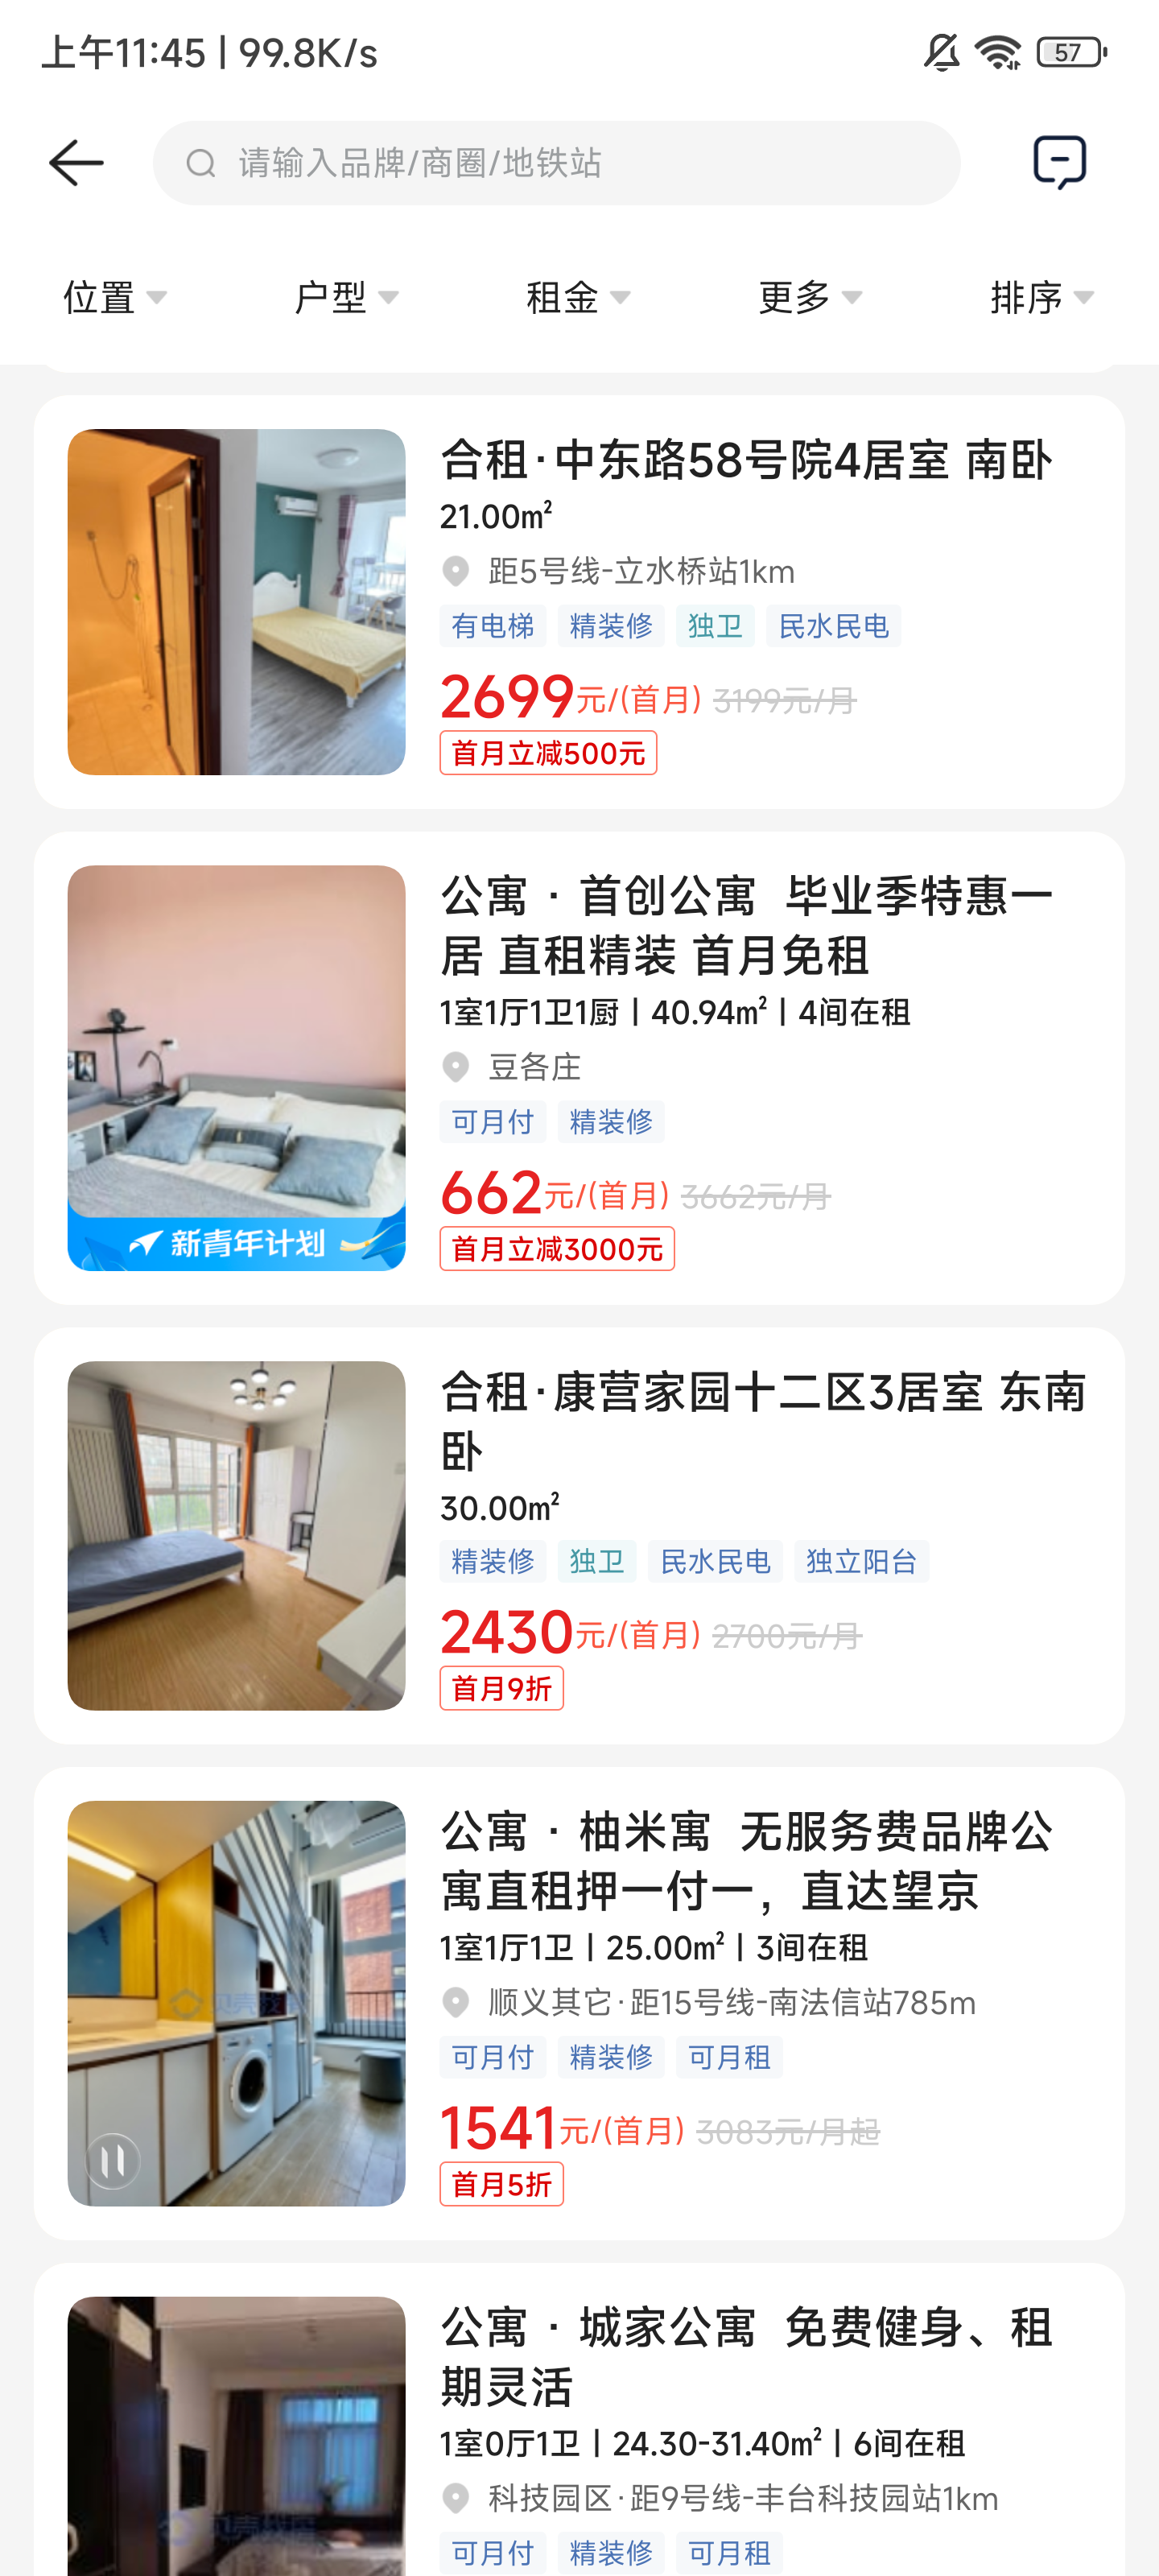 上午11:45 | 99.8K/s
57
请输入品牌/商圈/地铁站
位置 户型 租金 更多 排序
合租·中东路58号院4居室 南卧
21.00m²
距5号线-立水桥站1km
有电梯 精装修 独卫 民水民电
2699元/(首月) 3199元/月
首月立减500元
公寓 · 首创公寓 毕业季特惠一
居 直租精装 首月免租
1室1厅1卫1厨 | 40.94m² | 4间在租
豆各庄
可月付 精装修
662元/(首月) 3662元/月
首月立减3000元
新青年计划
合租·康营家园十二区3居室 东南
卧
30.00m²
精装修 独卫 民水民电 独立阳台
2430元/(首月) 2700元/月
首月9折
公寓 · 柚米寓 无服务费品牌公
寓直租押一付一，直达望京
1室1厅1卫 | 25.00m² | 3间在租
顺义其它·距15号线-南法信站785m
可月付 精装修 可月租
1541元/(首月) 3083元/月起
首月5折
公寓 · 城家公寓 免费健身、租
期灵活
1室0厅1卫 | 24.30-31.40m² | 6间在租
科技园区·距9号线-丰台科技园站1km
可月付 精装修 可月租